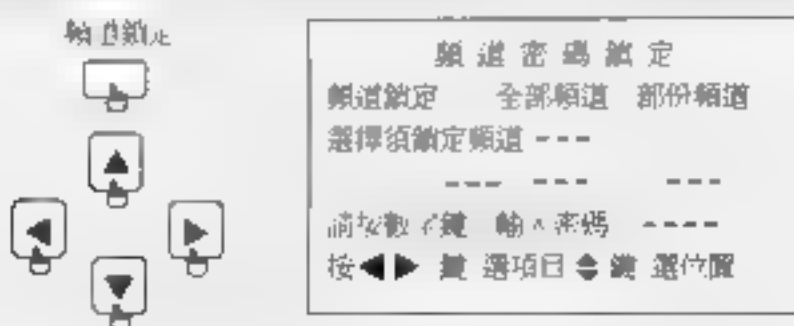 頻道鎖定
頻道密碼鎖定
頻道鎖定 全部頻道 部份頻道
選擇須鎖定頻道 ---
--- --- ---
請按數字鍵 輸入密碼 ----
按◀▶ 鍵 選項目 ▲▼ 鍵 選位置